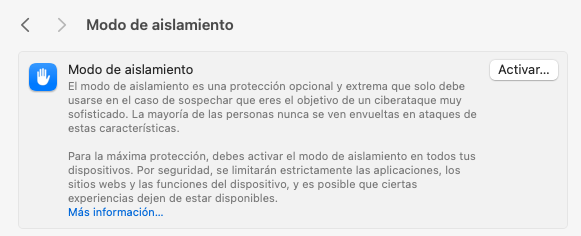 Modo de aislamiento
Modo de aislamiento
Activar...
El modo de aislamiento es una protección opcional y extrema que solo debe
usarse en el caso de sospechar que eres el objetivo de un ciberataque muy
sofisticado. La mayoría de las personas nunca se ven envueltas en ataques de
estas características.
Para la máxima protección, debes activar el modo de aislamiento en todos tus
dispositivos. Por seguridad, se limitarán estrictamente las aplicaciones, los
sitios webs y las funciones del dispositivo, y es posible que ciertas
experiencias dejen de estar disponibles.
Más información...